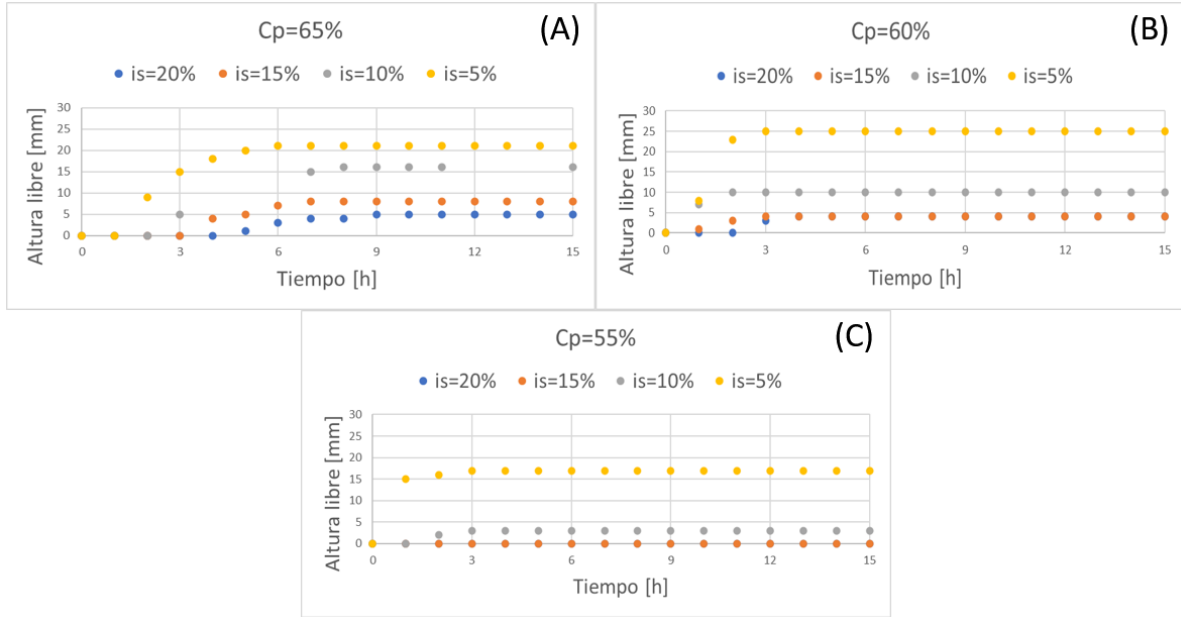 Cp=65%
(A)
is=20% is=15% is=10% is=5%
Altura libre [mm]
30
25
20
15
10
5
0
0 3 6 9 12 15
Tiempo [h]
Cp=60%
(B)
is=20% is=15% is=10% is=5%
Altura libre [mm]
30
25
20
15
10
5
0
0 3 6 9 12 15
Tiempo [h]
Cp=55%
(C)
is=20% is=15% is=10% is=5%
Altura libre [mm]
30
25
20
15
10
5
0
0 3 6 9 12 15
Tiempo [h]